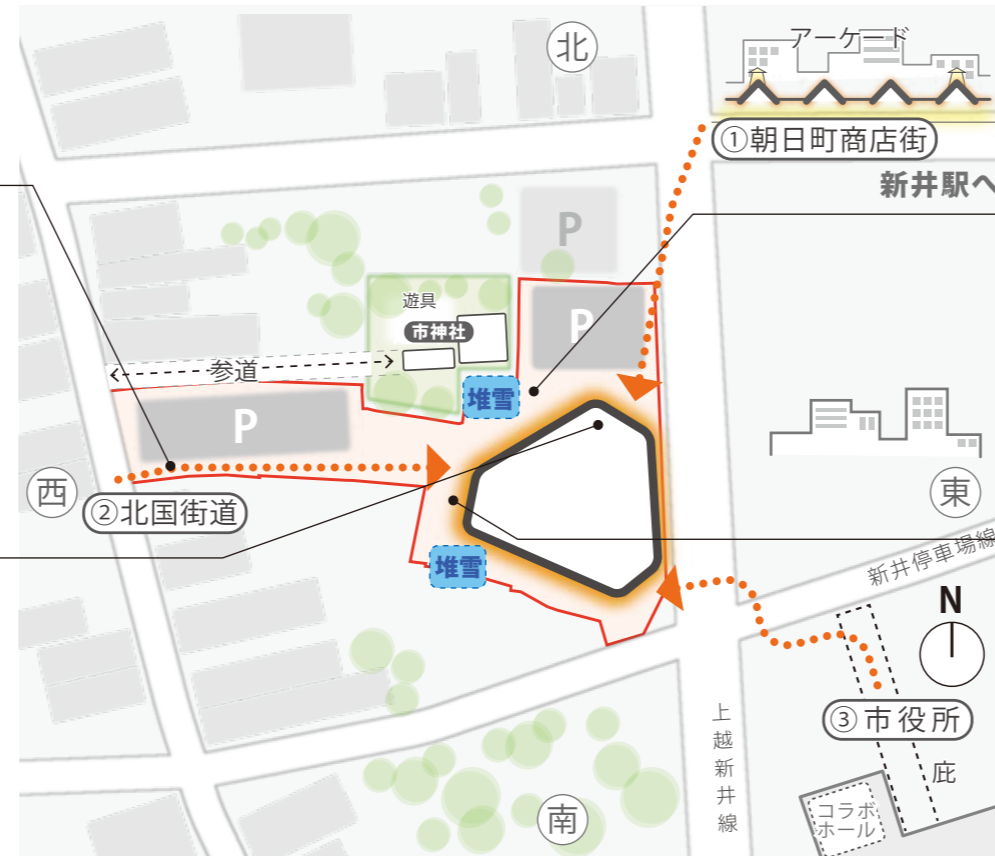 北
アーケード
①朝日町商店街
新井駅へ
P
遊具
P
市神社
参道
堆雪
P
西
②北国街道
東
堆雪
新井停車場線
N
③市役所
上越新井線
庇
南
コラボ
ホール